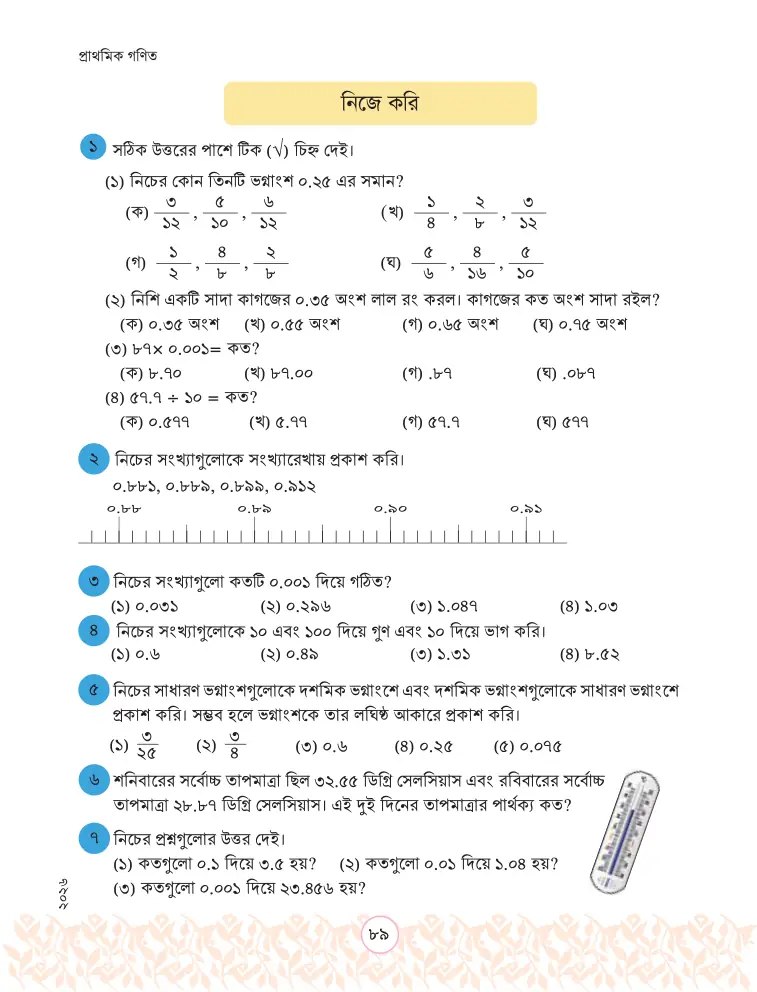 প্রাথমিক গণিত
নিজে করি
১ সঠিক উত্তরের পাশে টিক (√) চিহ্ন দেই।
(১) নিচের কোন তিনটি ভগ্নাংশ ০.২৫ এর সমান?
(ক) ৩/১২ , ৫/১০ , ৬/১২ (খ) ১/৪ , ২/৮ , ৩/১২
(গ) ১/২ , ৪/৮ , ২/৮ (ঘ) ৫/৬ , ৪/১৬ , ৫/১০
(২) নিশি একটি সাদা কাগজের ০.৩৫ অংশ লাল রং করল। কাগজের কত অংশ সাদা রইল?
(ক) ০.৩৫ অংশ (খ) ০.৫৫ অংশ (গ) ০.৬৫ অংশ (ঘ) ০.৭৫ অংশ
(৩) ৮৭× ০.০০১= কত?
(ক) ৮.৭০ (খ) ৮৭.০০ (গ) .৮৭ (ঘ) .০৮৭
(৪) ৫৭.৭ ÷ ১০ = কত?
(ক) ০.৫৭৭ (খ) ৫.৭৭ (গ) ৫৭.৭ (ঘ) ৫৭৭
২ নিচের সংখ্যাগুলোকে সংখ্যারেখায় প্রকাশ করি।
০.৮৮১, ০.৮৮৯, ০.৮৯৯, ০.৯১২
০.৮৮ ০.৮৯ ০.৯০ ০.৯১
৩ নিচের সংখ্যাগুলো কতটি ০.০০১ দিয়ে গঠিত?
(১) ০.০৩১ (২) ০.২৯৬ (৩) ১.০৪৭ (৪) ১.০৩
৪ নিচের সংখ্যাগুলোকে ১০ এবং ১০০ দিয়ে গুণ এবং ১০ দিয়ে ভাগ করি।
(১) ০.৬ (২) ০.৪৯ (৩) ১.৩১ (৪) ৮.৫২
৫ নিচের সাধারণ ভগ্নাংশগুলোকে দশমিক ভগ্নাংশে এবং দশমিক ভগ্নাংশগুলোকে সাধারণ ভগ্নাংশে
প্রকাশ করি। সম্ভব হলে ভগ্নাংশকে তার লঘিষ্ঠ আকারে প্রকাশ করি।
(১) ৩/২৫ (২) ৩/৪ (৩) ০.৬ (৪) ০.২৫ (৫) ০.০৭৫
৬ শনিবারের সর্বোচ্চ তাপমাত্রা ছিল ৩২.৫৫ ডিগ্রি সেলসিয়াস এবং রবিবারের সর্বোচ্চ
তাপমাত্রা ২৮.৮৭ ডিগ্রি সেলসিয়াস। এই দুই দিনের তাপমাত্রার পার্থক্য কত?
৭ নিচের প্রশ্নগুলোর উত্তর দেই।
(১) কতগুলো ০.১ দিয়ে ৩.৫ হয়? (২) কতগুলো ০.০১ দিয়ে ১.০৪ হয়?
(৩) কতগুলো ০.০০১ দিয়ে ২৩.৪৫৬ হয়?
২০২৬
৮৯